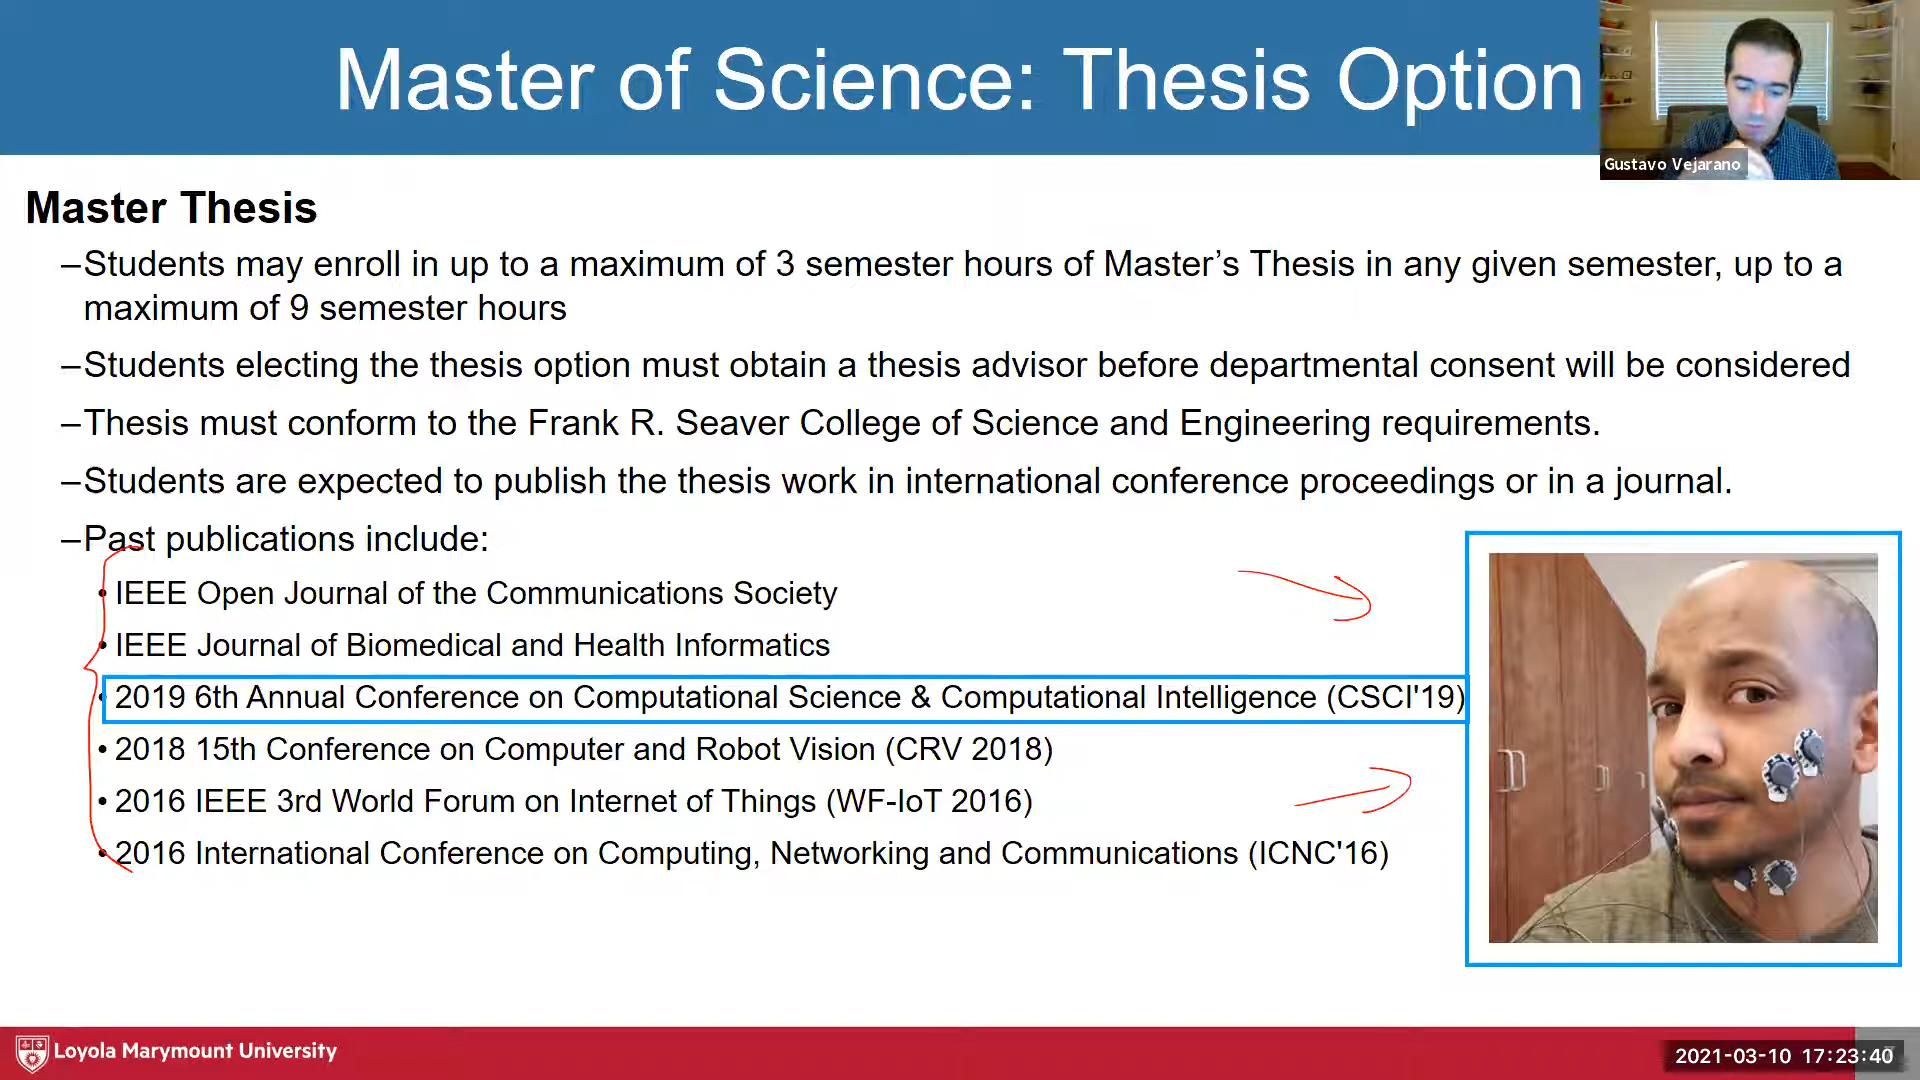 Master of Science: Thesis Option
Gustavo Vejarano
Master Thesis
–Students may enroll in up to a maximum of 3 semester hours of Master’s Thesis in any given semester, up to a
maximum of 9 semester hours
–Students electing the thesis option must obtain a thesis advisor before departmental consent will be considered
–Thesis must conform to the Frank R. Seaver College of Science and Engineering requirements.
–Students are expected to publish the thesis work in international conference proceedings or in a journal.
–Past publications include:
• IEEE Open Journal of the Communications Society
• IEEE Journal of Biomedical and Health Informatics
• 2019 6th Annual Conference on Computational Science & Computational Intelligence (CSCI'19)
• 2018 15th Conference on Computer and Robot Vision (CRV 2018)
• 2016 IEEE 3rd World Forum on Internet of Things (WF-IoT 2016)
• 2016 International Conference on Computing, Networking and Communications (ICNC'16)
Loyola Marymount University
2021-03-10 17:23:40